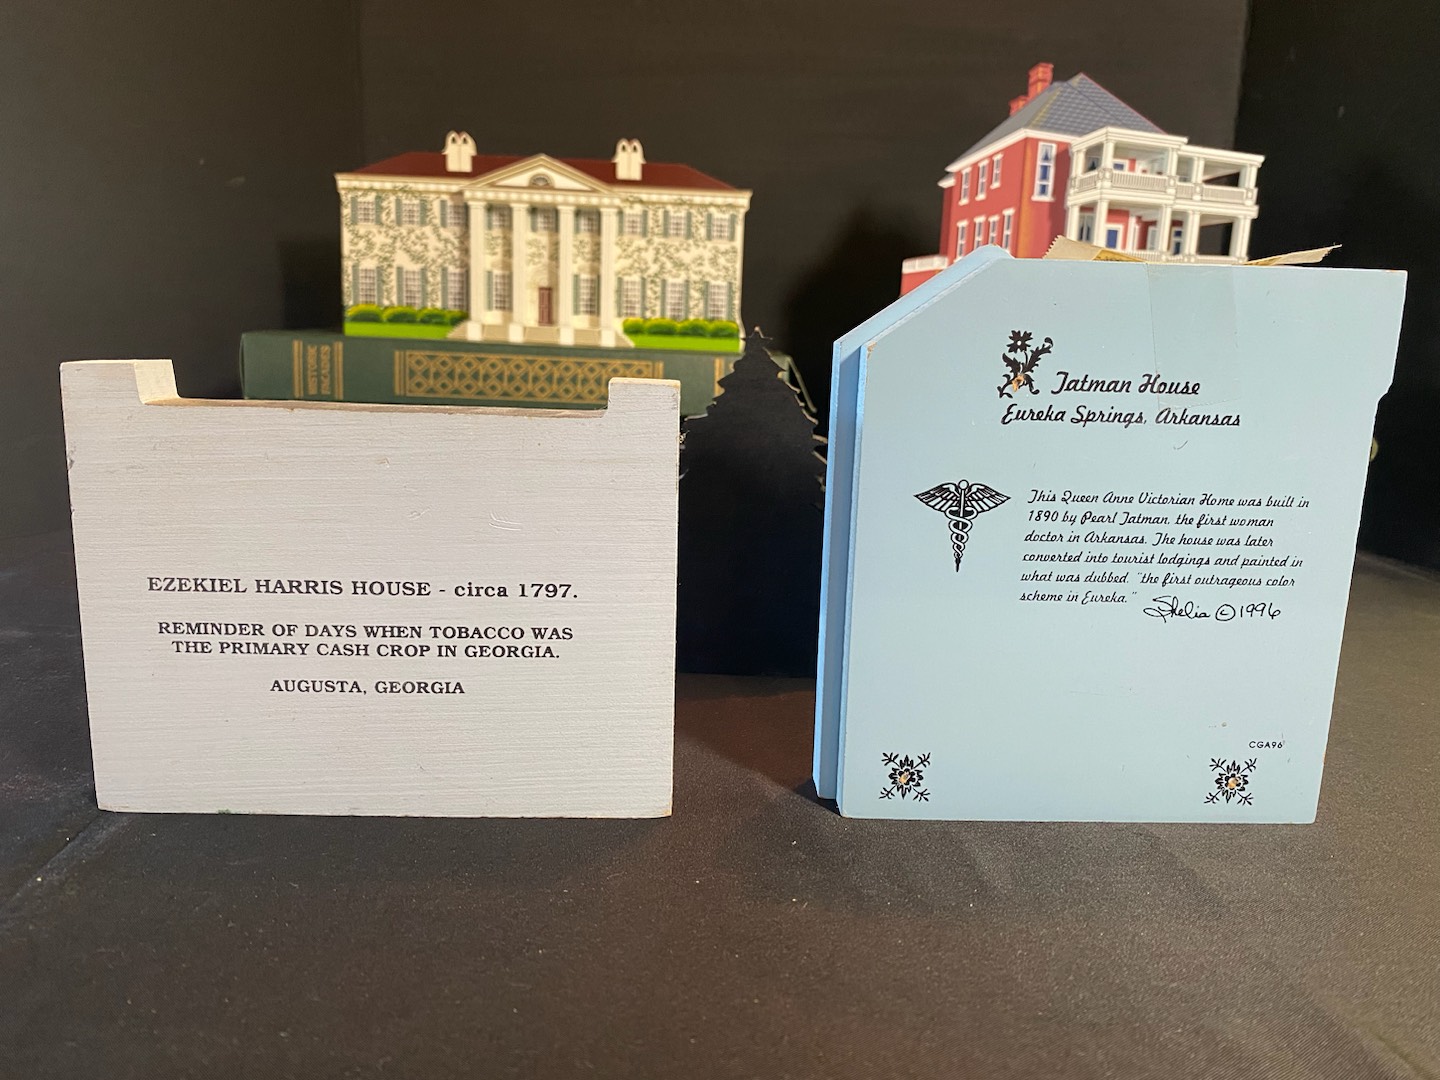 HISTORIC
FACADES
EZEKIEL HARRIS HOUSE - circa 1797.
REMINDER OF DAYS WHEN TOBACCO WAS
THE PRIMARY CASH CROP IN GEORGIA.
AUGUSTA, GEORGIA
Tatman House
Eureka Springs, Arkansas
This Queen Anne Victorian Home was built in
1890 by Pearl Tatman, the first woman
doctor in Arkansas. The house was later
converted into tourist lodgings and painted in
what was dubbed, "the first outrageous color
scheme in Eureka."
Shelia © 1996
CGA96